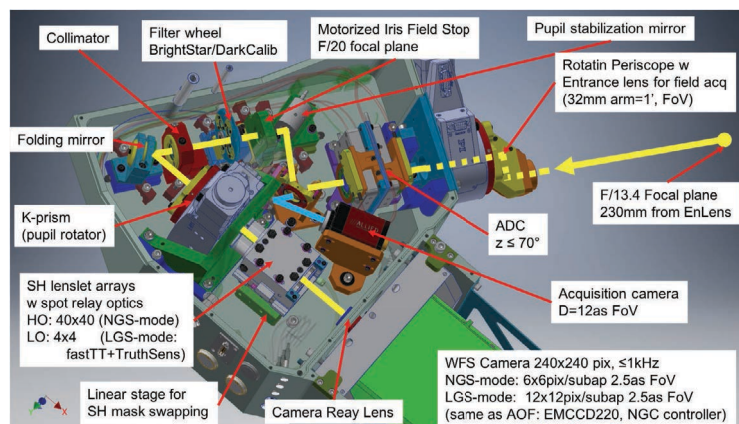 Collimator
Filter wheel
BrightStar/DarkCalib
Motorized Iris Field Stop
F/20 focal plane
Pupil stabilization mirror
Rotatin Periscope w
Entrance lens for field acq
(32mm arm=1', FoV)
Folding mirror
F/13.4 Focal plane
230mm from EnLens
K-prism
(pupil rotator)
ADC
z ≤ 70°
SH lenslet arrays
w spot relay optics
HO: 40x40 (NGS-mode)
LO: 4x4 (LGS-mode:
fastTT+TruthSens)
Acquisition camera
D=12as FoV
Linear stage for
SH mask swapping
Camera Reay Lens
WFS Camera 240x240 pix, ≤1kHz
NGS-mode: 6x6pix/subap 2.5as FoV
LGS-mode: 12x12pix/subap 2.5as FoV
(same as AOF: EMCCD220, NGC controller)